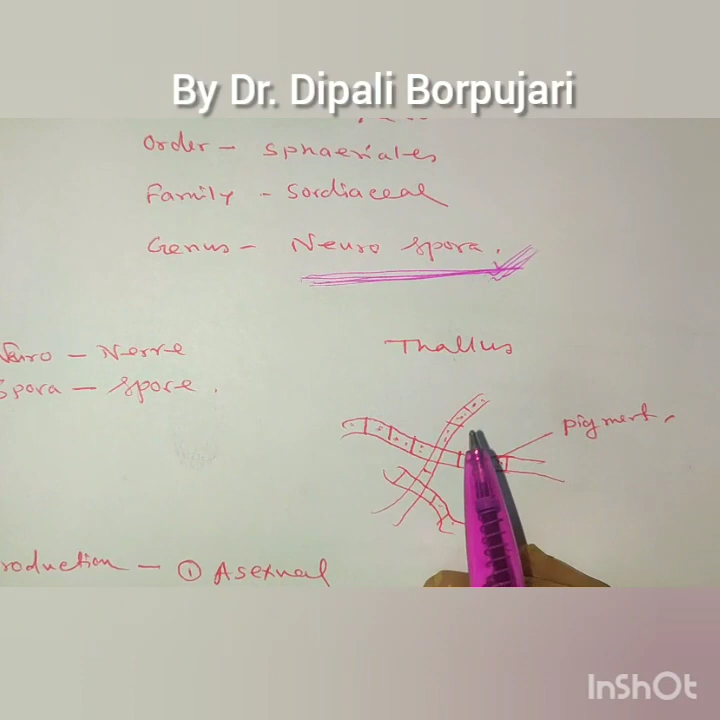 By Dr. Dipali Borpujari
Order - Sphaeriales
Family - Sordiaceae
Genus - Neuro spora.
Neuro - Nerve
Spora - Spore.
Thallus
pigment
roduction - ① Asexual
InShOt